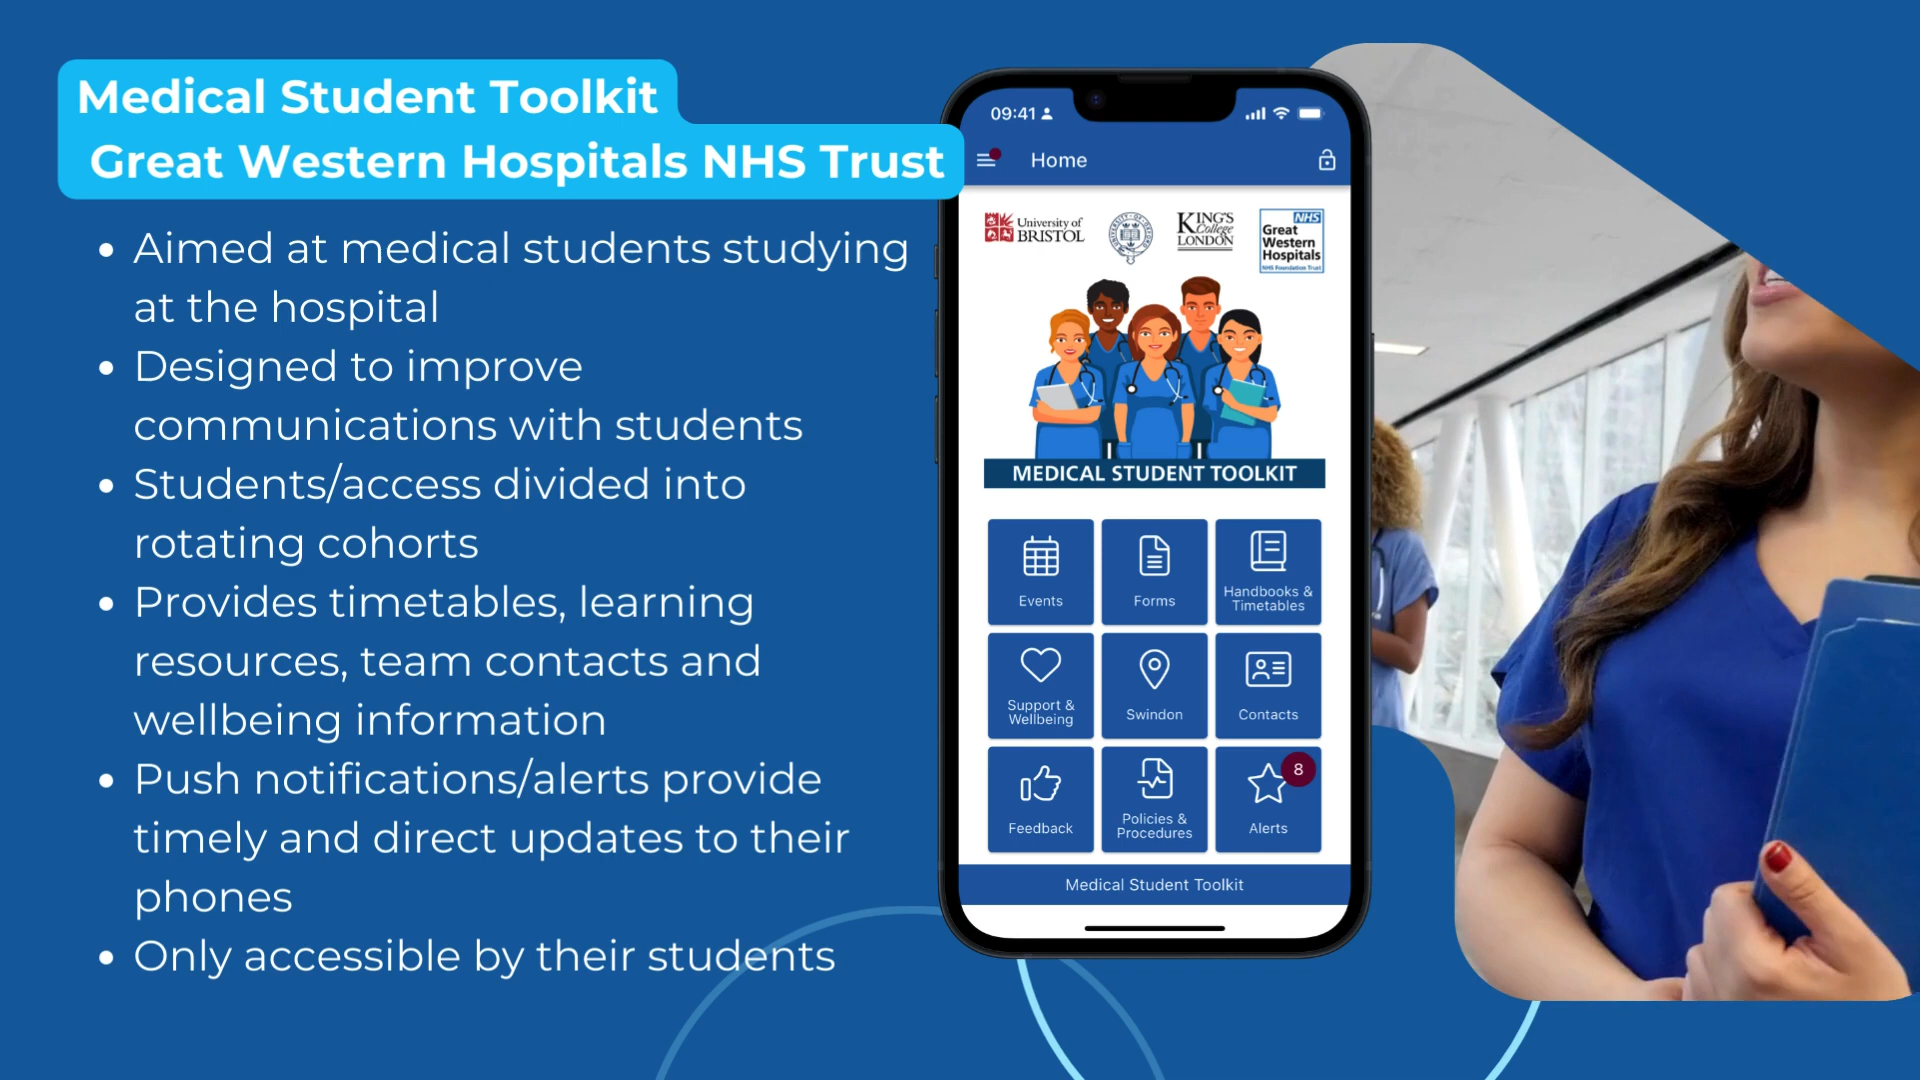 Medical Student Toolkit
Great Western Hospitals NHS Trust
• Aimed at medical students studying
at the hospital
• Designed to improve
communications with students
• Students/access divided into
rotating cohorts
• Provides timetables, learning
resources, team contacts and
wellbeing information
• Push notifications/alerts provide
timely and direct updates to their
phones
• Only accessible by their students
09:41
Home
University of
BRISTOL
KING'S
College
LONDON
NHS
Great
Western
Hospitals
NHS Foundation Trust
MEDICAL STUDENT TOOLKIT
Events
Forms
Handbooks &
Timetables
Support &
Wellbeing
Swindon
Contacts
Feedback
Policies &
Procedures
8
Alerts
Medical Student Toolkit